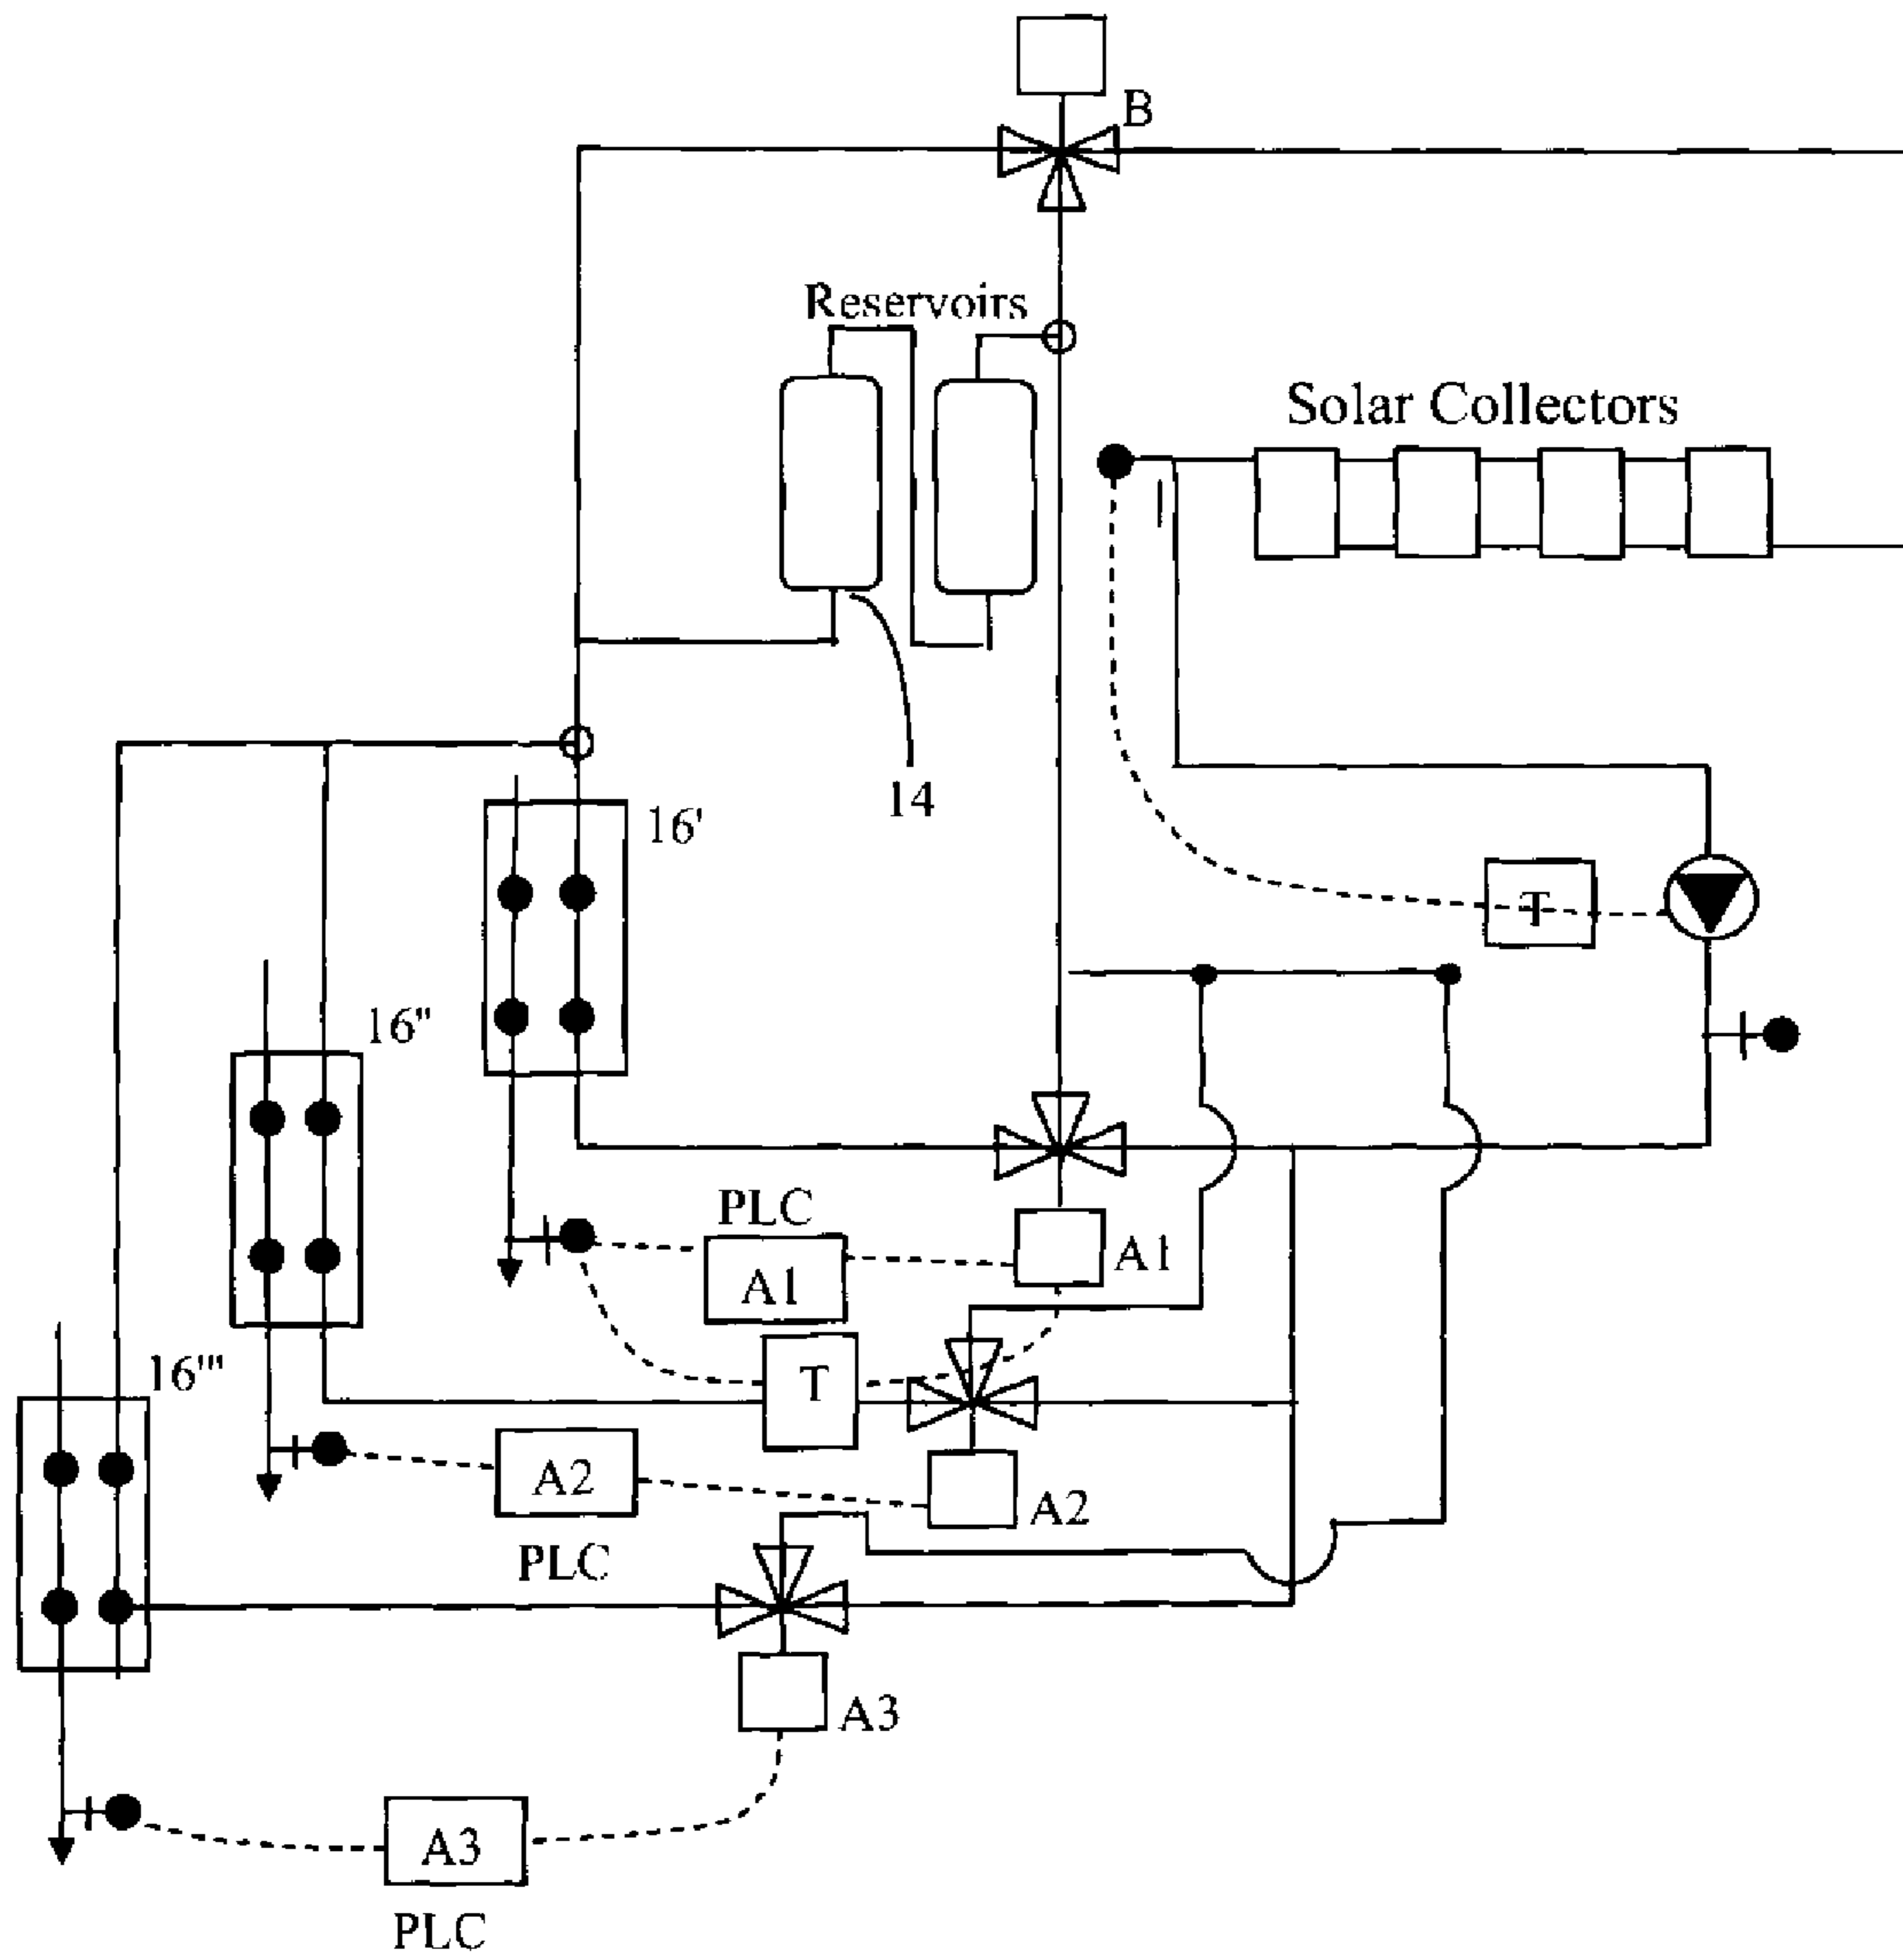 B
Reservoirs
Solar Collectors
14
16'
T
16"
PLC
A1
A1
T
16'''
A2
A2
PLC
A3
A3
PLC